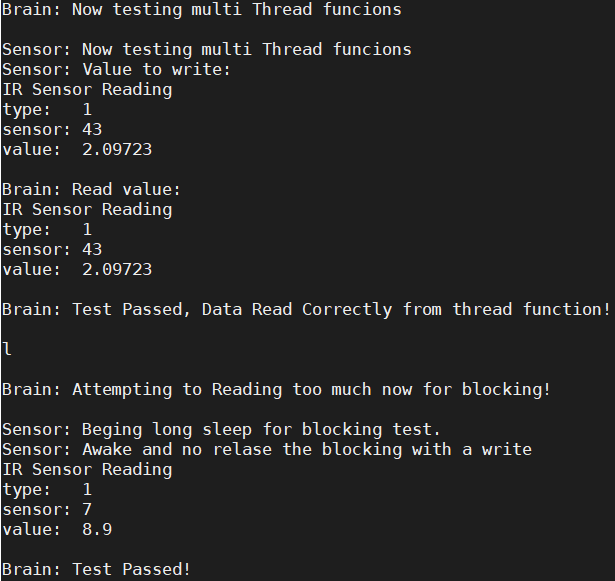 Brain: Now testing multi Thread funcions
Sensor: Now testing multi Thread funcions
Sensor: Value to write:
IR Sensor Reading
type:   1
sensor: 43
value:  2.09723
Brain: Read value:
IR Sensor Reading
type:   1
sensor: 43
value:  2.09723
Brain: Test Passed, Data Read Correctly from thread function!
l
Brain: Attempting to Reading too much now for blocking!
Sensor: Beging long sleep for blocking test.
Sensor: Awake and no relase the blocking with a write
IR Sensor Reading
type:   1
sensor: 7
value:  8.9
Brain: Test Passed!